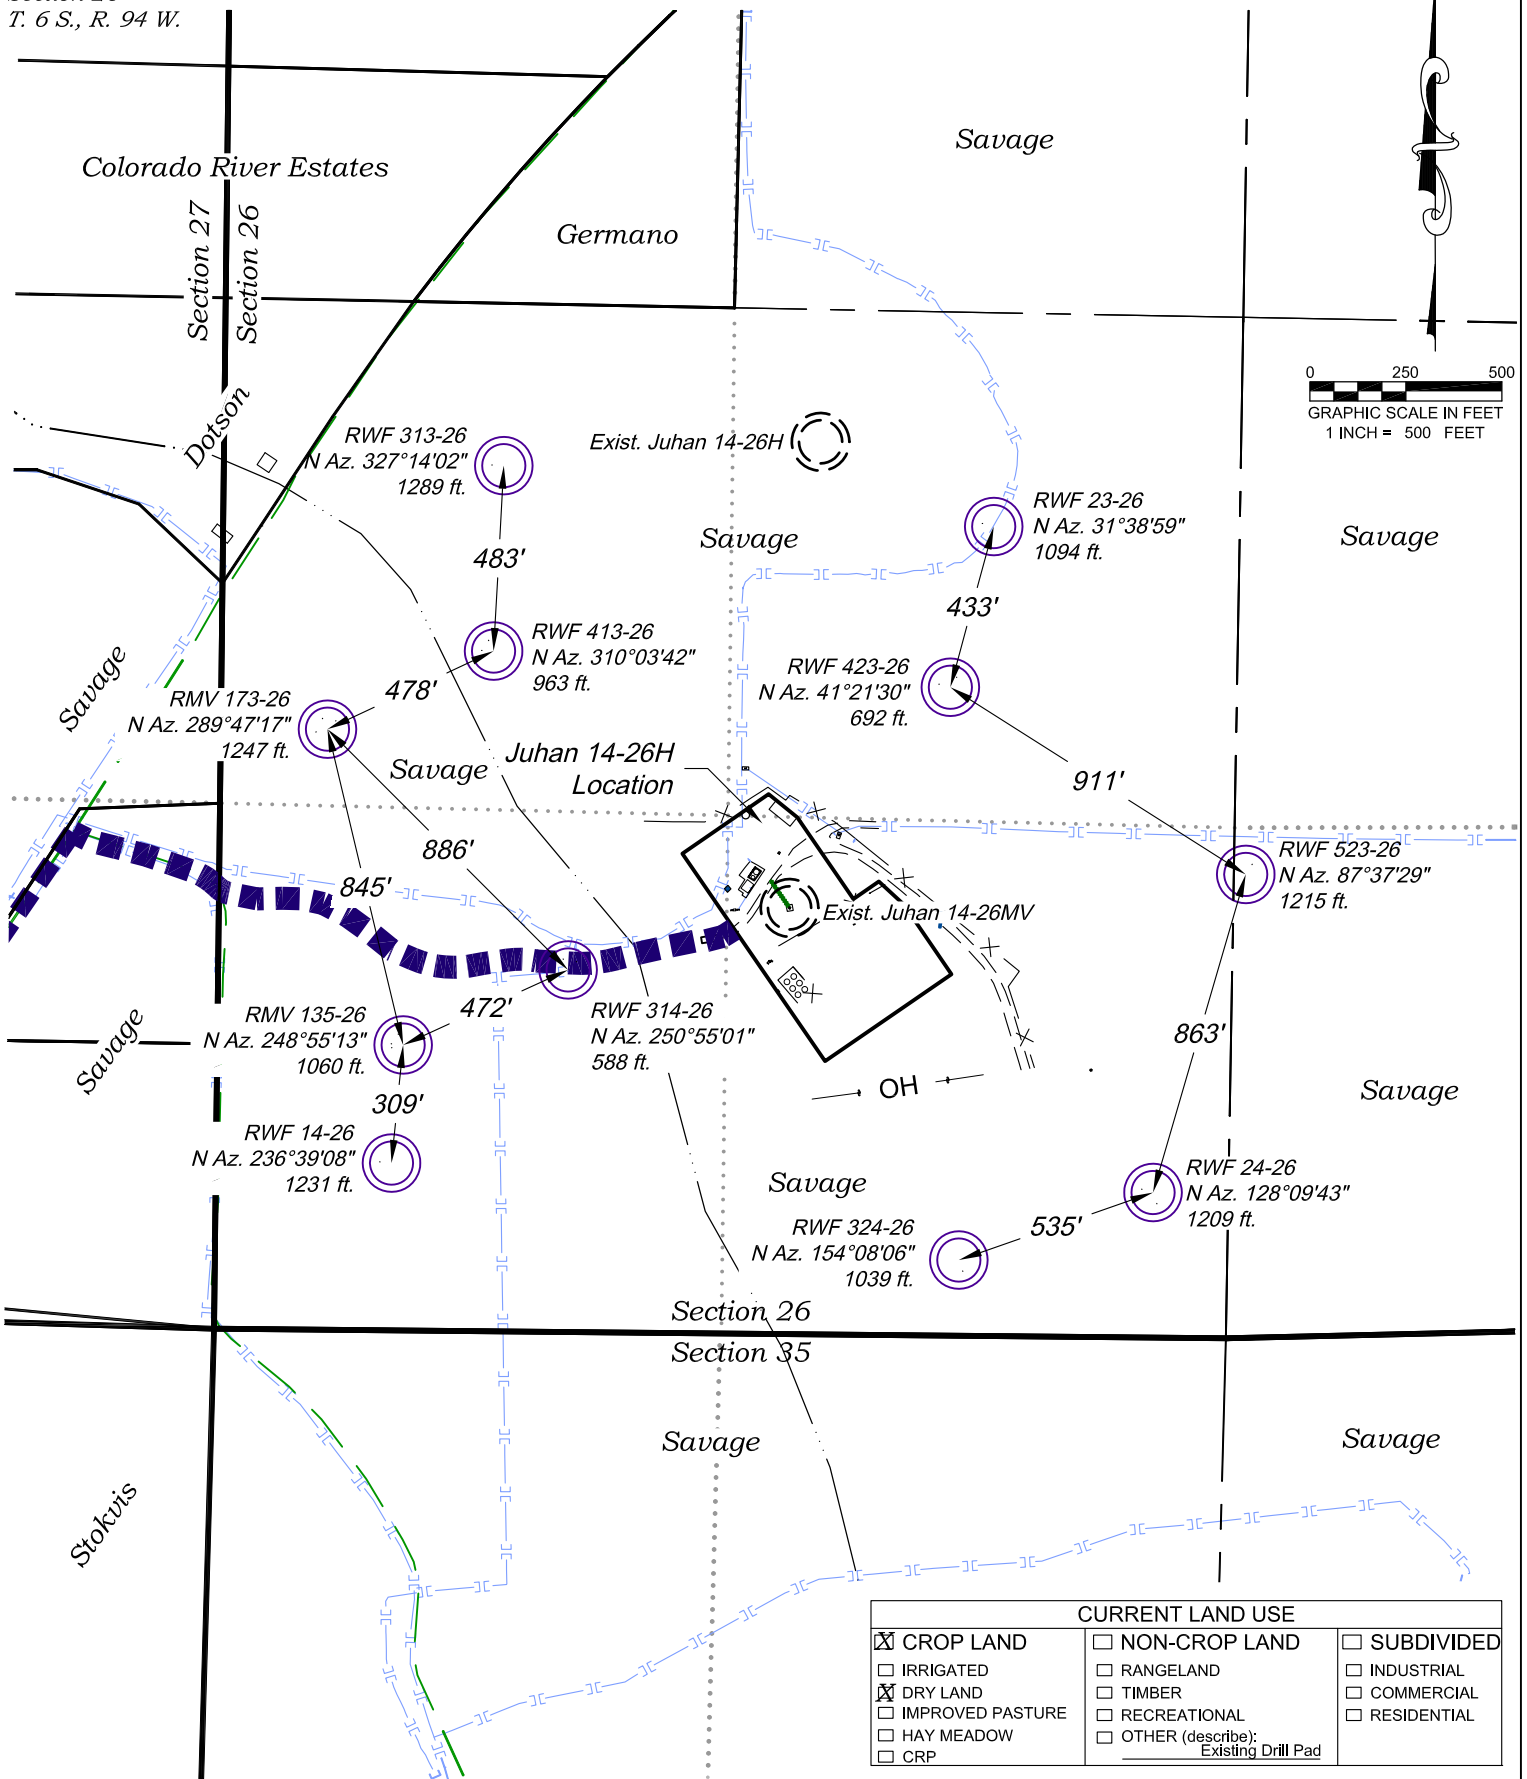 T. 6 S., R. 94 W.
Savage
Colorado River Estates
Section 27
Section 26
Germano
0 250 500
GRAPHIC SCALE IN FEET
1 INCH = 500 FEET
Dotson
RWF 313-26
N Az. 327°14'02"
1289 ft.
Exist. Juhan 14-26H
RWF 23-26
N Az. 31°38'59"
1094 ft.
Savage
Savage
483'
433'
RWF 413-26
N Az. 310°03'42"
963 ft.
RWF 423-26
N Az. 41°21'30"
692 ft.
Savage
478'
RMV 173-26
N Az. 289°47'17"
1247 ft.
Savage
Juhan 14-26H
Location
911'
886'
845'
RWF 523-26
N Az. 87°37'29"
1215 ft.
Exist. Juhan 14-26MV
472'
RMV 135-26
N Az. 248°55'13"
1060 ft.
RWF 314-26
N Az. 250°55'01"
588 ft.
863'
Savage
OH
Savage
309'
RWF 14-26
N Az. 236°39'08"
1231 ft.
Savage
RWF 24-26
N Az. 128°09'43"
1209 ft.
RWF 324-26
N Az. 154°08'06"
1039 ft.
535'
Section 26
Section 35
Savage
Savage
Stokvis
CURRENT LAND USE
X CROP LAND
IRRIGATED
X DRY LAND
IMPROVED PASTURE
HAY MEADOW
CRP
NON-CROP LAND
RANGELAND
TIMBER
RECREATIONAL
OTHER (describe):
Existing Drill Pad
SUBDIVIDED
INDUSTRIAL
COMMERCIAL
RESIDENTIAL